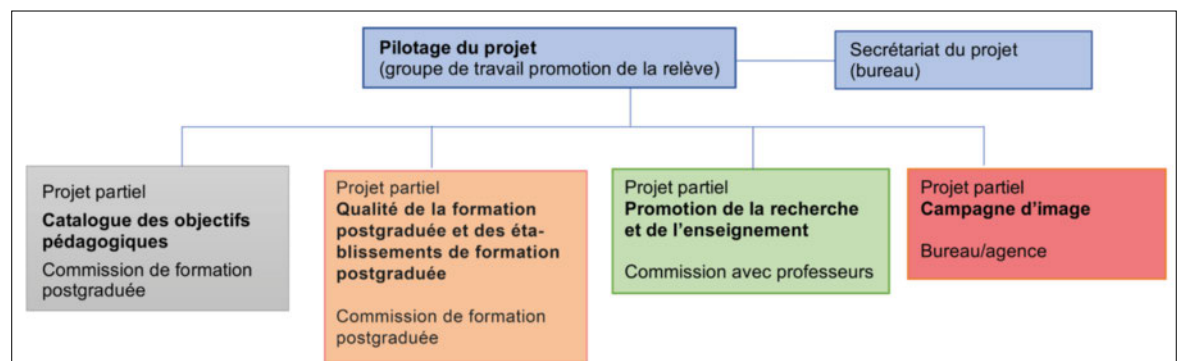 Pilotage du projet
(groupe de travail promotion de la relève)
Secrétariat du projet
(bureau)
Projet partiel
Catalogue des objectifs
pédagogiques
Commission de formation
postgraduée
Projet partiel
Qualité de la formation
postgraduée et des éta-
blissements de formation
postgraduée
Commission de formation
postgraduée
Projet partiel
Promotion de la recherche
et de l'enseignement
Commission avec professeurs
Projet partiel
Campagne d'image
Bureau/agence